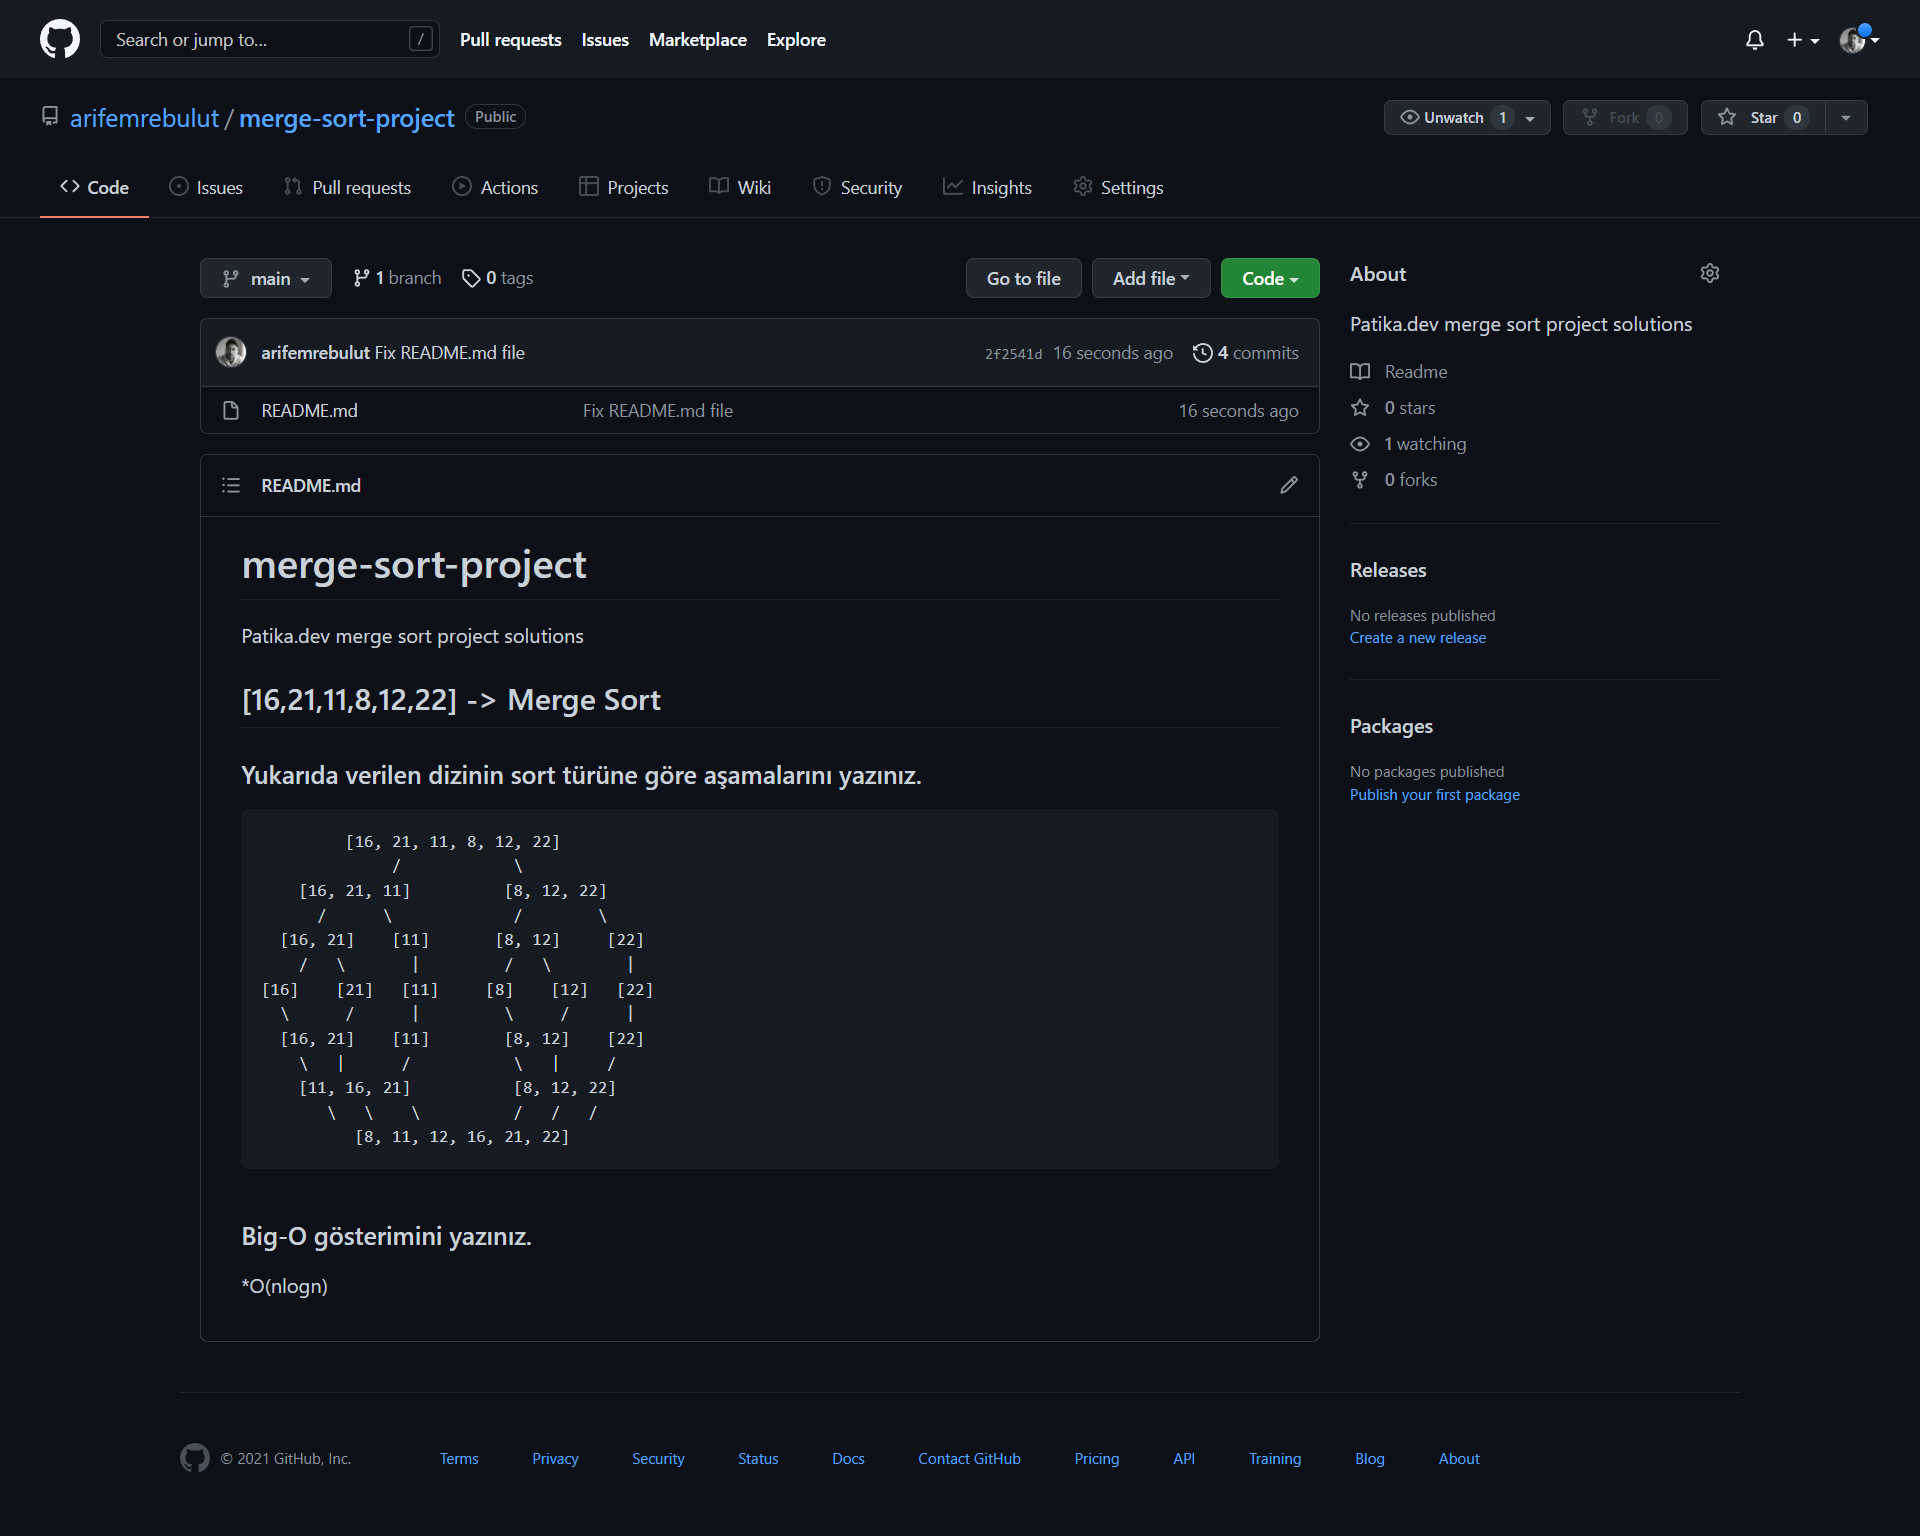 Search or jump to... /
Pull requests Issues Marketplace Explore
arifemrebulut / merge-sort-project Public
Unwatch 1 Fork 0 Star 0
Code Issues Pull requests Actions Projects Wiki Security Insights Settings
main 1 branch 0 tags Go to file Add file Code
arifemrebulut Fix README.md file 2f2541d 16 seconds ago 4 commits
README.md Fix README.md file 16 seconds ago
README.md
merge-sort-project
Patika.dev merge sort project solutions
[16,21,11,8,12,22] -> Merge Sort
Yukarıda verilen dizinin sort türüne göre aşamalarını yazınız.
[16, 21, 11, 8, 12, 22]
/ \
[16, 21, 11] [8, 12, 22]
/ \ / \
[16, 21] [11] [8, 12] [22]
/ \ | / \ |
[16] [21] [11] [8] [12] [22]
\ / | \ / |
[16, 21] [11] [8, 12] [22]
\ | / \ | /
[11, 16, 21] [8, 12, 22]
\ \ \ / / /
[8, 11, 12, 16, 21, 22]
Big-O gösterimini yazınız.
*O(nlogn)
About
Patika.dev merge sort project solutions
Readme
0 stars
1 watching
0 forks
Releases
No releases published
Create a new release
Packages
No packages published
Publish your first package
© 2021 GitHub, Inc. Terms Privacy Security Status Docs Contact GitHub Pricing API Training Blog About